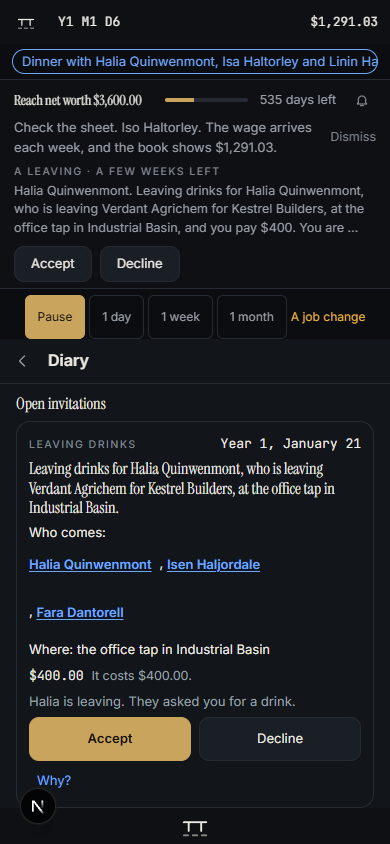 Y1 M1 D6
$1,291.03
Dinner with Halia Quinwenmont, Isa Haltorley and Linin Ha
Reach net worth $3,600.00
535 days left
Check the sheet. Iso Haltorley. The wage arrives
each week, and the book shows $1,291.03.
Dismiss
A LEAVING · A FEW WEEKS LEFT
Halia Quinwenmont. Leaving drinks for Halia Quinwenmont,
who is leaving Verdant Agrichem for Kestrel Builders, at the
office tap in Industrial Basin, and you pay $400. You are ...
Accept
Decline
Pause
1 day
1 week
1 month
A job change
Diary
Open invitations
LEAVING DRINKS
Year 1, January 21
Leaving drinks for Halia Quinwenmont, who is leaving
Verdant Agrichem for Kestrel Builders, at the office tap in
Industrial Basin.
Who comes:
Halia Quinwenmont , Isen Haljordale
, Fara Dantorell
Where: the office tap in Industrial Basin
$400.00 It costs $400.00.
Halia is leaving. They asked you for a drink.
Accept
Decline
Why?
N